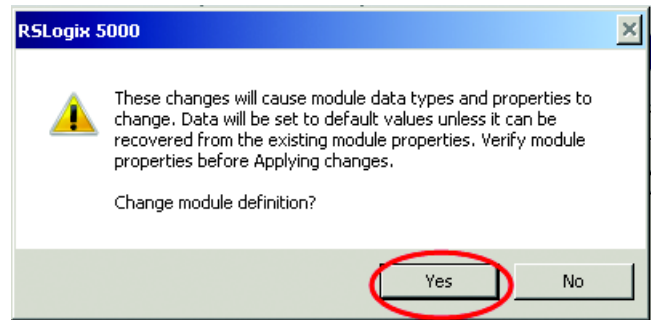 RSLogix 5000
These changes will cause module data types and properties to
change. Data will be set to default values unless it can be
recovered from the existing module properties. Verify module
properties before Applying changes.
Change module definition?
Yes
No